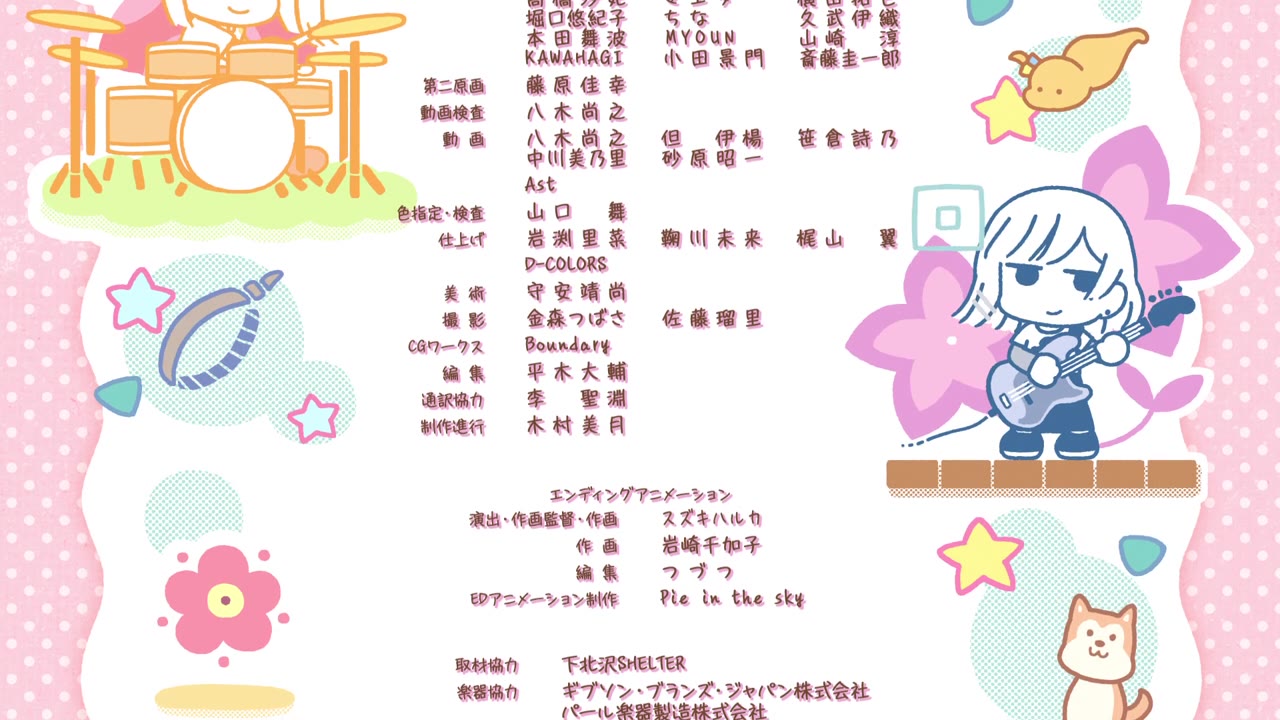 堀口悠紀子 ちな 久武伊織
本田舞波 MYOUN 山崎 淳
KAWAHAGI 小田景門 斎藤圭一郎
第二原画 藤原佳幸
動画検査 八木尚之
動画 八木尚之 但 伊楊 笹倉詩乃
中川美乃里 砂原昭一
Ast
色指定・検査 山口 舞
仕上げ 岩渕里菜 鞠川未来 梶山 翼
D-COLORS
美術 守安靖尚
撮影 金森つばさ 佐藤瑠里
CGワークス Boundary
編集 平木大輔
通訳協力 李 聖淵
制作進行 木村美月
エンディングアニメーション
演出・作画監督・作画 スズキハルカ
作画 岩崎千加子
編集 つづつ
EDアニメーション制作 Pie in the sky
取材協力 下北沢SHELTER
楽器協力 ギブソン・ブランズ・ジャパン株式会社
パール楽器製造株式会社